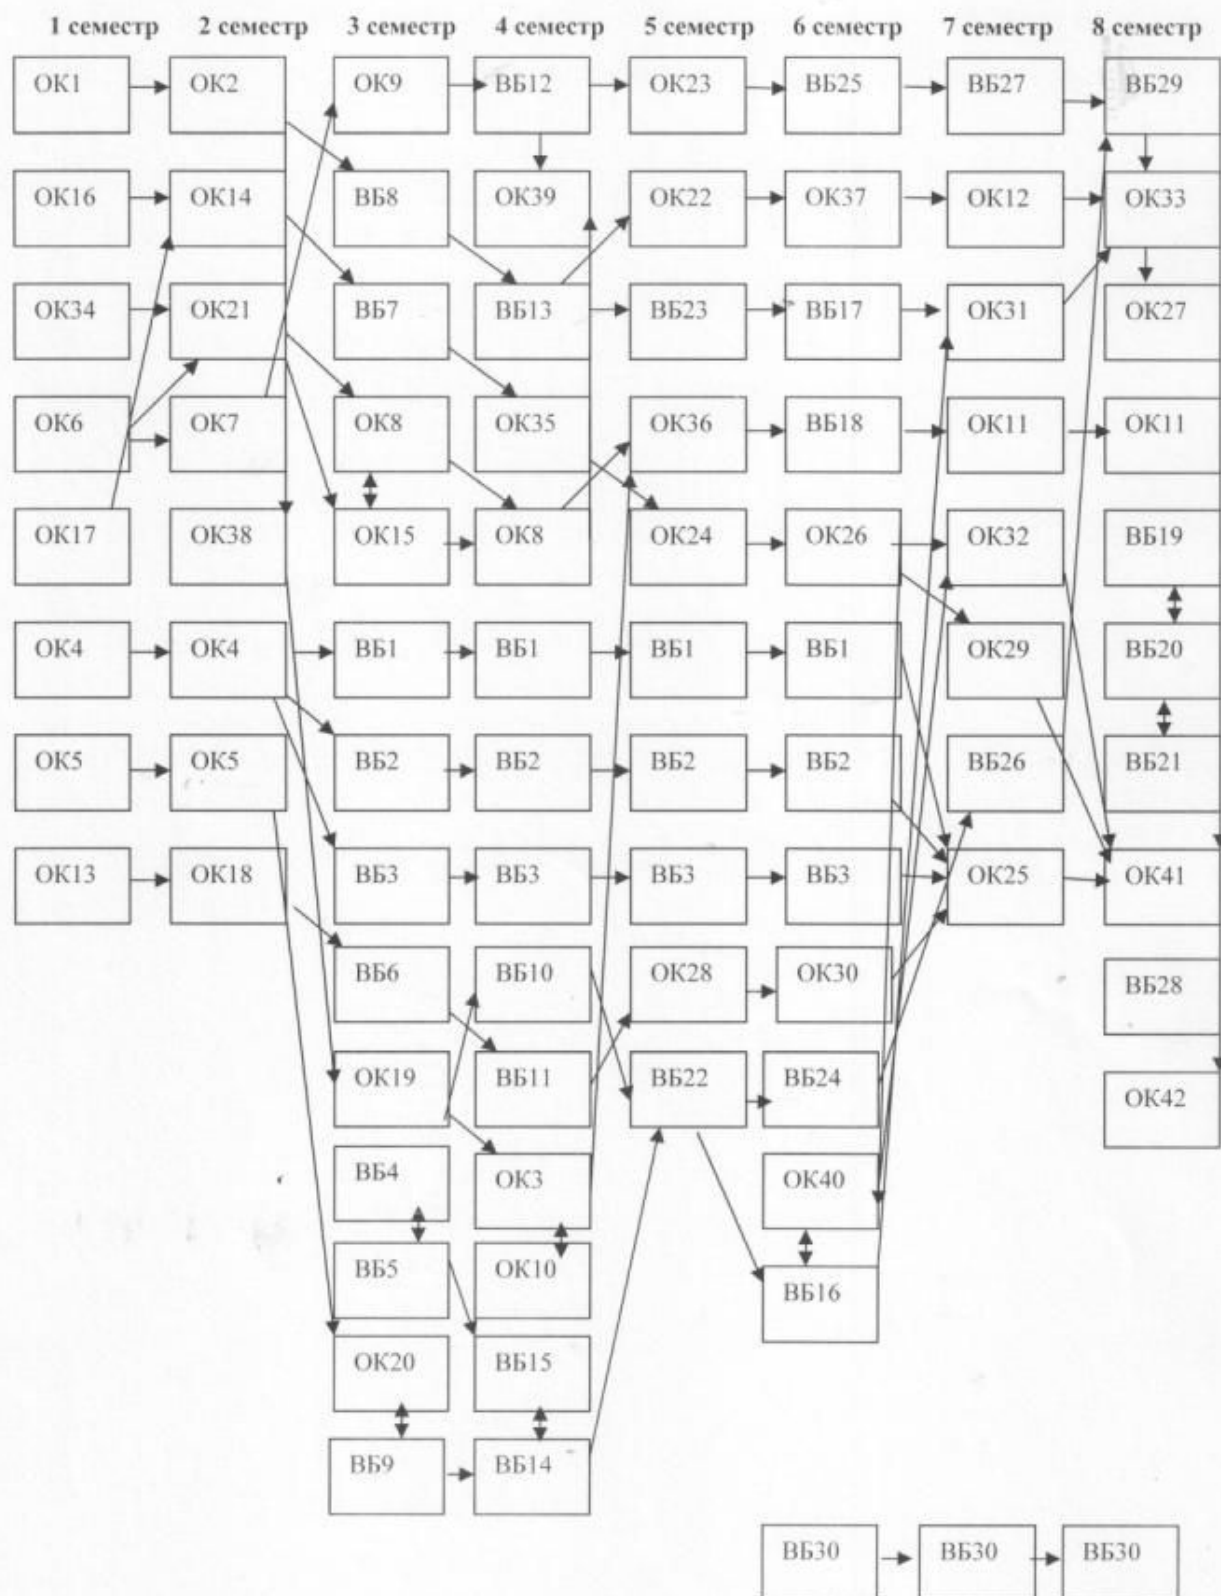 1 семестр 2 семестр 3 семестр 4 семестр 5 семестр 6 семестр 7 семестр 8 семестр
ОК1 ОК2 ОК9 ВБ12 ОК23 ВБ25 ВБ27 ВБ29
ОК16 ОК14 ВБ8 ОК39 ОК22 ОК37 ОК12 ОК33
ОК34 ОК21 ВБ7 ВБ13 ВБ23 ВБ17 ОК31 ОК27
ОК6 ОК7 ОК8 ОК35 ОК36 ВБ18 ОК11 ОК11
ОК17 ОК38 ОК15 ОК8 ОК24 ОК26 ОК32 ВБ19
ОК4 ОК4 ВБ1 ВБ1 ВБ1 ВБ1 ОК29 ВБ20
ОК5 ОК5 ВБ2 ВБ2 ВБ2 ВБ2 ВБ26 ВБ21
ОК13 ОК18 ВБ3 ВБ3 ВБ3 ВБ3 ОК25 ОК41
ВБ6 ВБ10 ОК28 ОК30 ВБ28
ОК19 ВБ11 ВБ22 ВБ24 ОК42
ВБ4 ОК3 ОК40
ВБ5 ОК10 ВБ16
ОК20 ВБ15
ВБ9 ВБ14
ВБ30 ВБ30 ВБ30